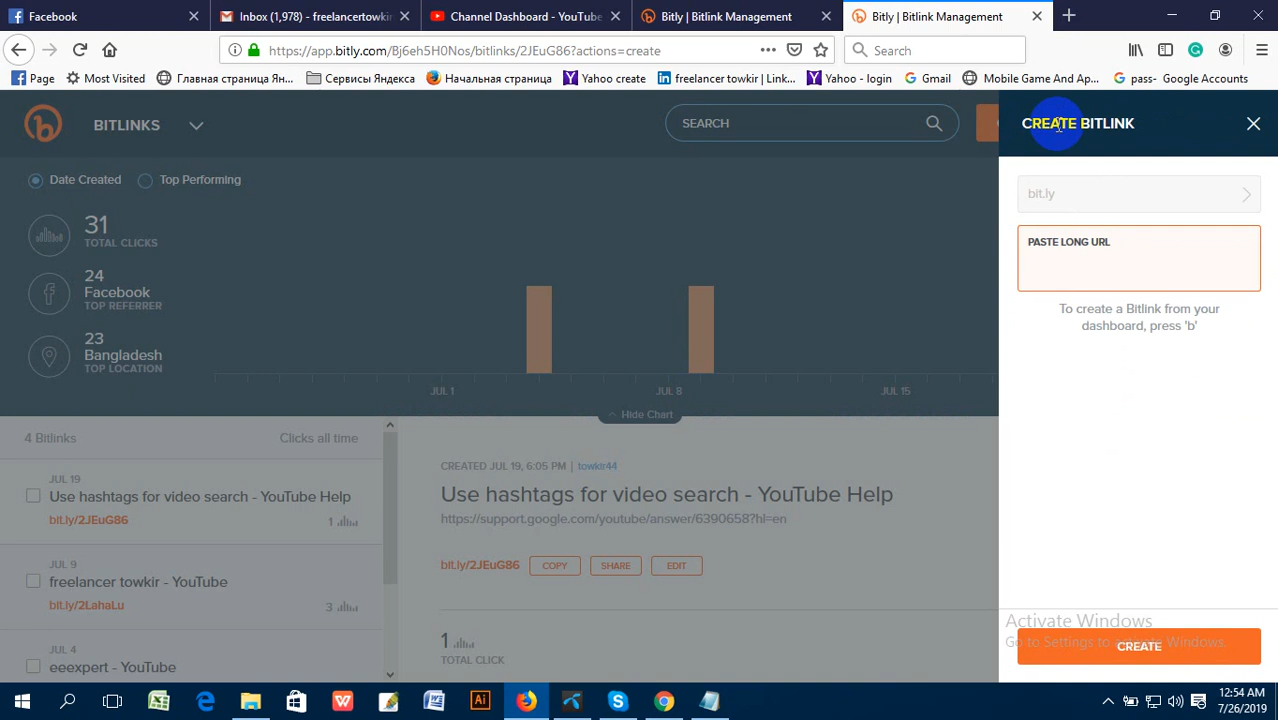 Facebook
Inbox (1,978) - freelancertowkir
Channel Dashboard - YouTube
Bitly | Bitlink Management
Bitly | Bitlink Management
https://app.bitly.com/Bj6eh5H0Nos/bitlinks/2JEuG86?actions=create
Search
Page
Most Visited
Главная страница Ян...
Сервисы Яндекса
Начальная страница
Yahoo create
freelancer towkir | Link...
Yahoo - login
Gmail
Mobile Game And Ap...
pass- Google Accounts
BITLINKS
SEARCH
CREATE BITLINK
Date Created
Top Performing
bit.ly
31
TOTAL CLICKS
PASTE LONG URL
24
Facebook
TOP REFERRER
To create a Bitlink from your
dashboard, press 'b'
23
Bangladesh
TOP LOCATION
JUL 1
JUL 8
JUL 15
Hide Chart
4 Bitlinks
Clicks all time
JUL 19
Use hashtags for video search - YouTube Help
bit.ly/2JEuG86
1
JUL 9
freelancer towkir - YouTube
bit.ly/2LahaLu
3
JUL 4
eeexpert - YouTube
CREATED JUL 19, 6:05 PM | towkir44
Use hashtags for video search - YouTube Help
https://support.google.com/youtube/answer/6390658?hl=en
bit.ly/2JEuG86
COPY
SHARE
EDIT
1
TOTAL CLICK
Activate Windows
Go to Settings to activate Windows.
CREATE
12:54 AM
7/26/2019